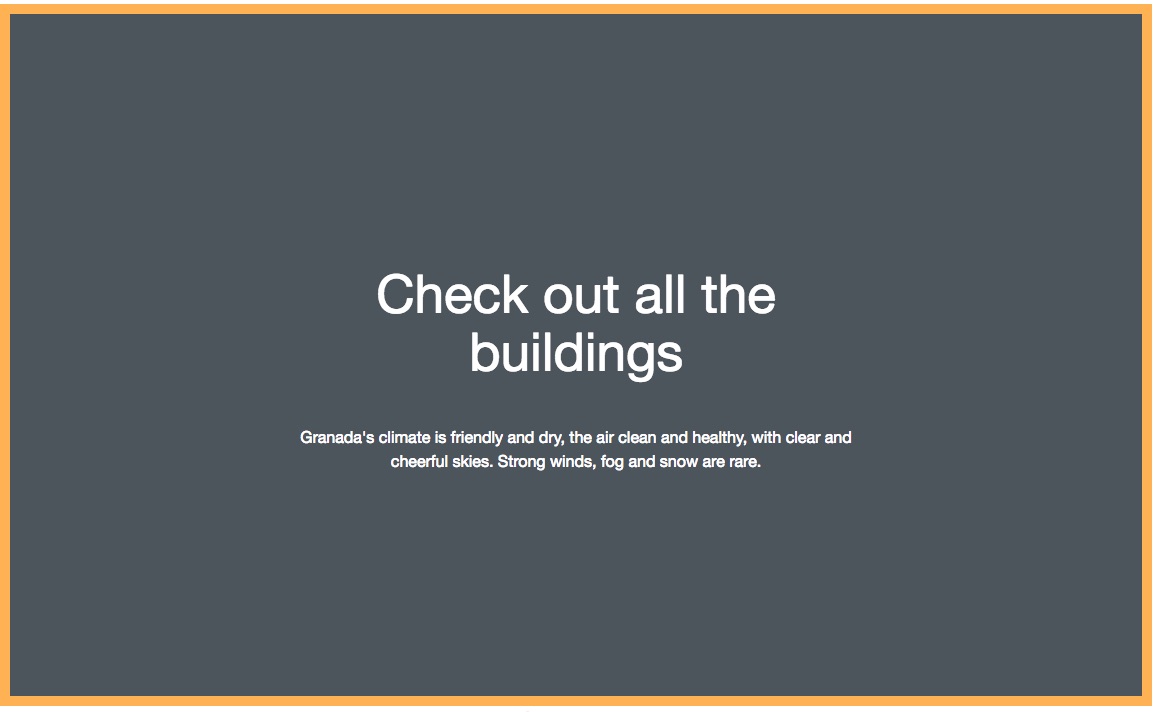 Check out all the
buildings
Granada's climate is friendly and dry, the air clean and healthy, with clear and
cheerful skies. Strong winds, fog and snow are rare.